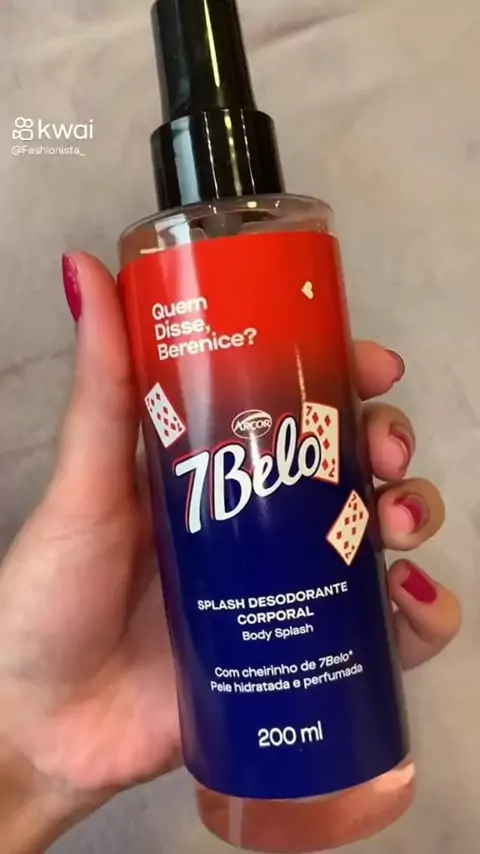 kwai
@Fashionista_
Quem
Disse,
Berenice?
ARCOR
7Belo
SPLASH DESODORANTE
CORPORAL
Body Splash
Com cheirinho de 7Belo*
Pele hidratada e perfumada
200 ml